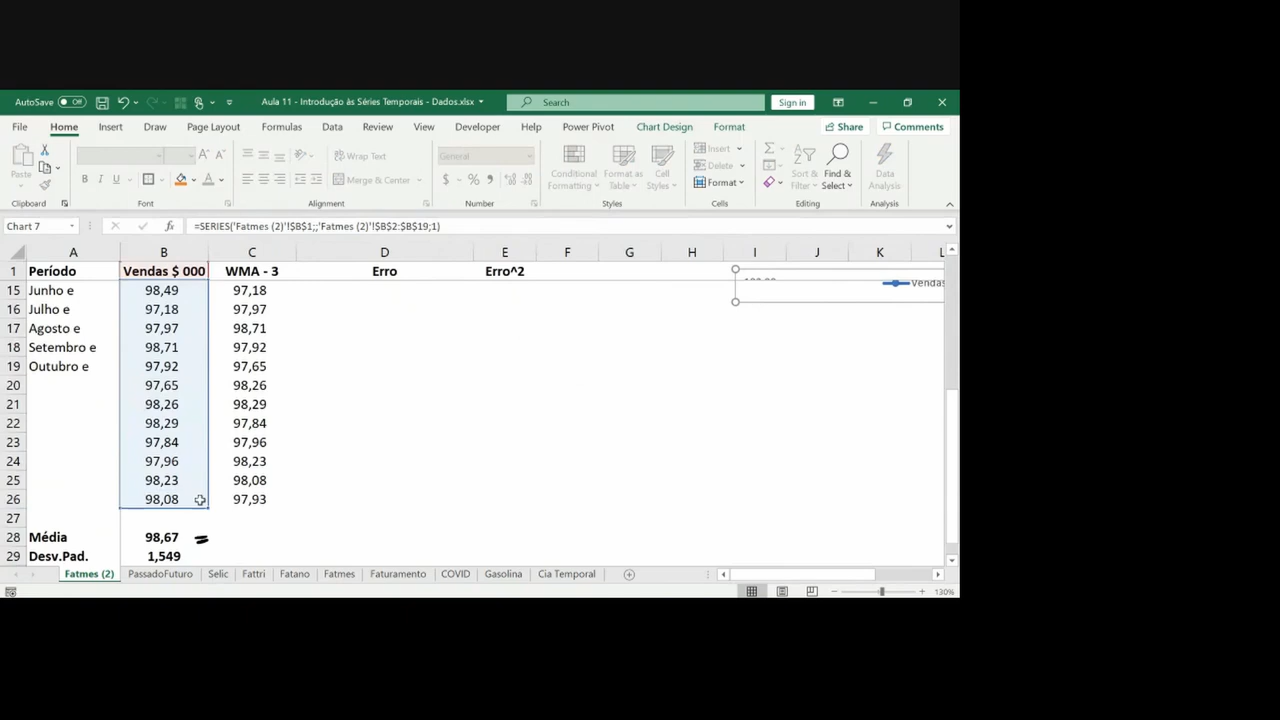 AutoSave Off Aula 11 - Introdução às Séries Temporais - Dados.xlsx Search Sign in
File Home Insert Draw Page Layout Formulas Data Review View Developer Help Power Pivot Chart Design Format Share Comments
Paste Wrap Text General Conditional Formatting Format as Table Cell Styles Insert Sort & Filter Find & Select Data Analysis
B I U Merge & Center $ % Delete
Format
Clipboard Font Alignment Number Styles Cells Editing Analysis
Chart 7 fx =SERIES('Fatmes (2)'!$B$1;;'Fatmes (2)'!$B$2:$B$19;1)
A B C D E F G H I J K L
1 Período Vendas $ 000 WMA - 3 Erro Erro^2
15 Junho e 98,49 97,18 Vendas
16 Julho e 97,18 97,97
17 Agosto e 97,97 98,71
18 Setembro e 98,71 97,92
19 Outubro e 97,92 97,65
20 97,65 98,26
21 98,26 98,29
22 98,29 97,84
23 97,84 97,96
24 97,96 98,23
25 98,23 98,08
26 98,08 97,93
27
28 Média 98,67
29 Desv.Pad. 1,549
Fatmes (2) PassadoFuturo Selic Fattri Fatano Fatmes Faturamento COVID Gasolina Cia Temporal
130%